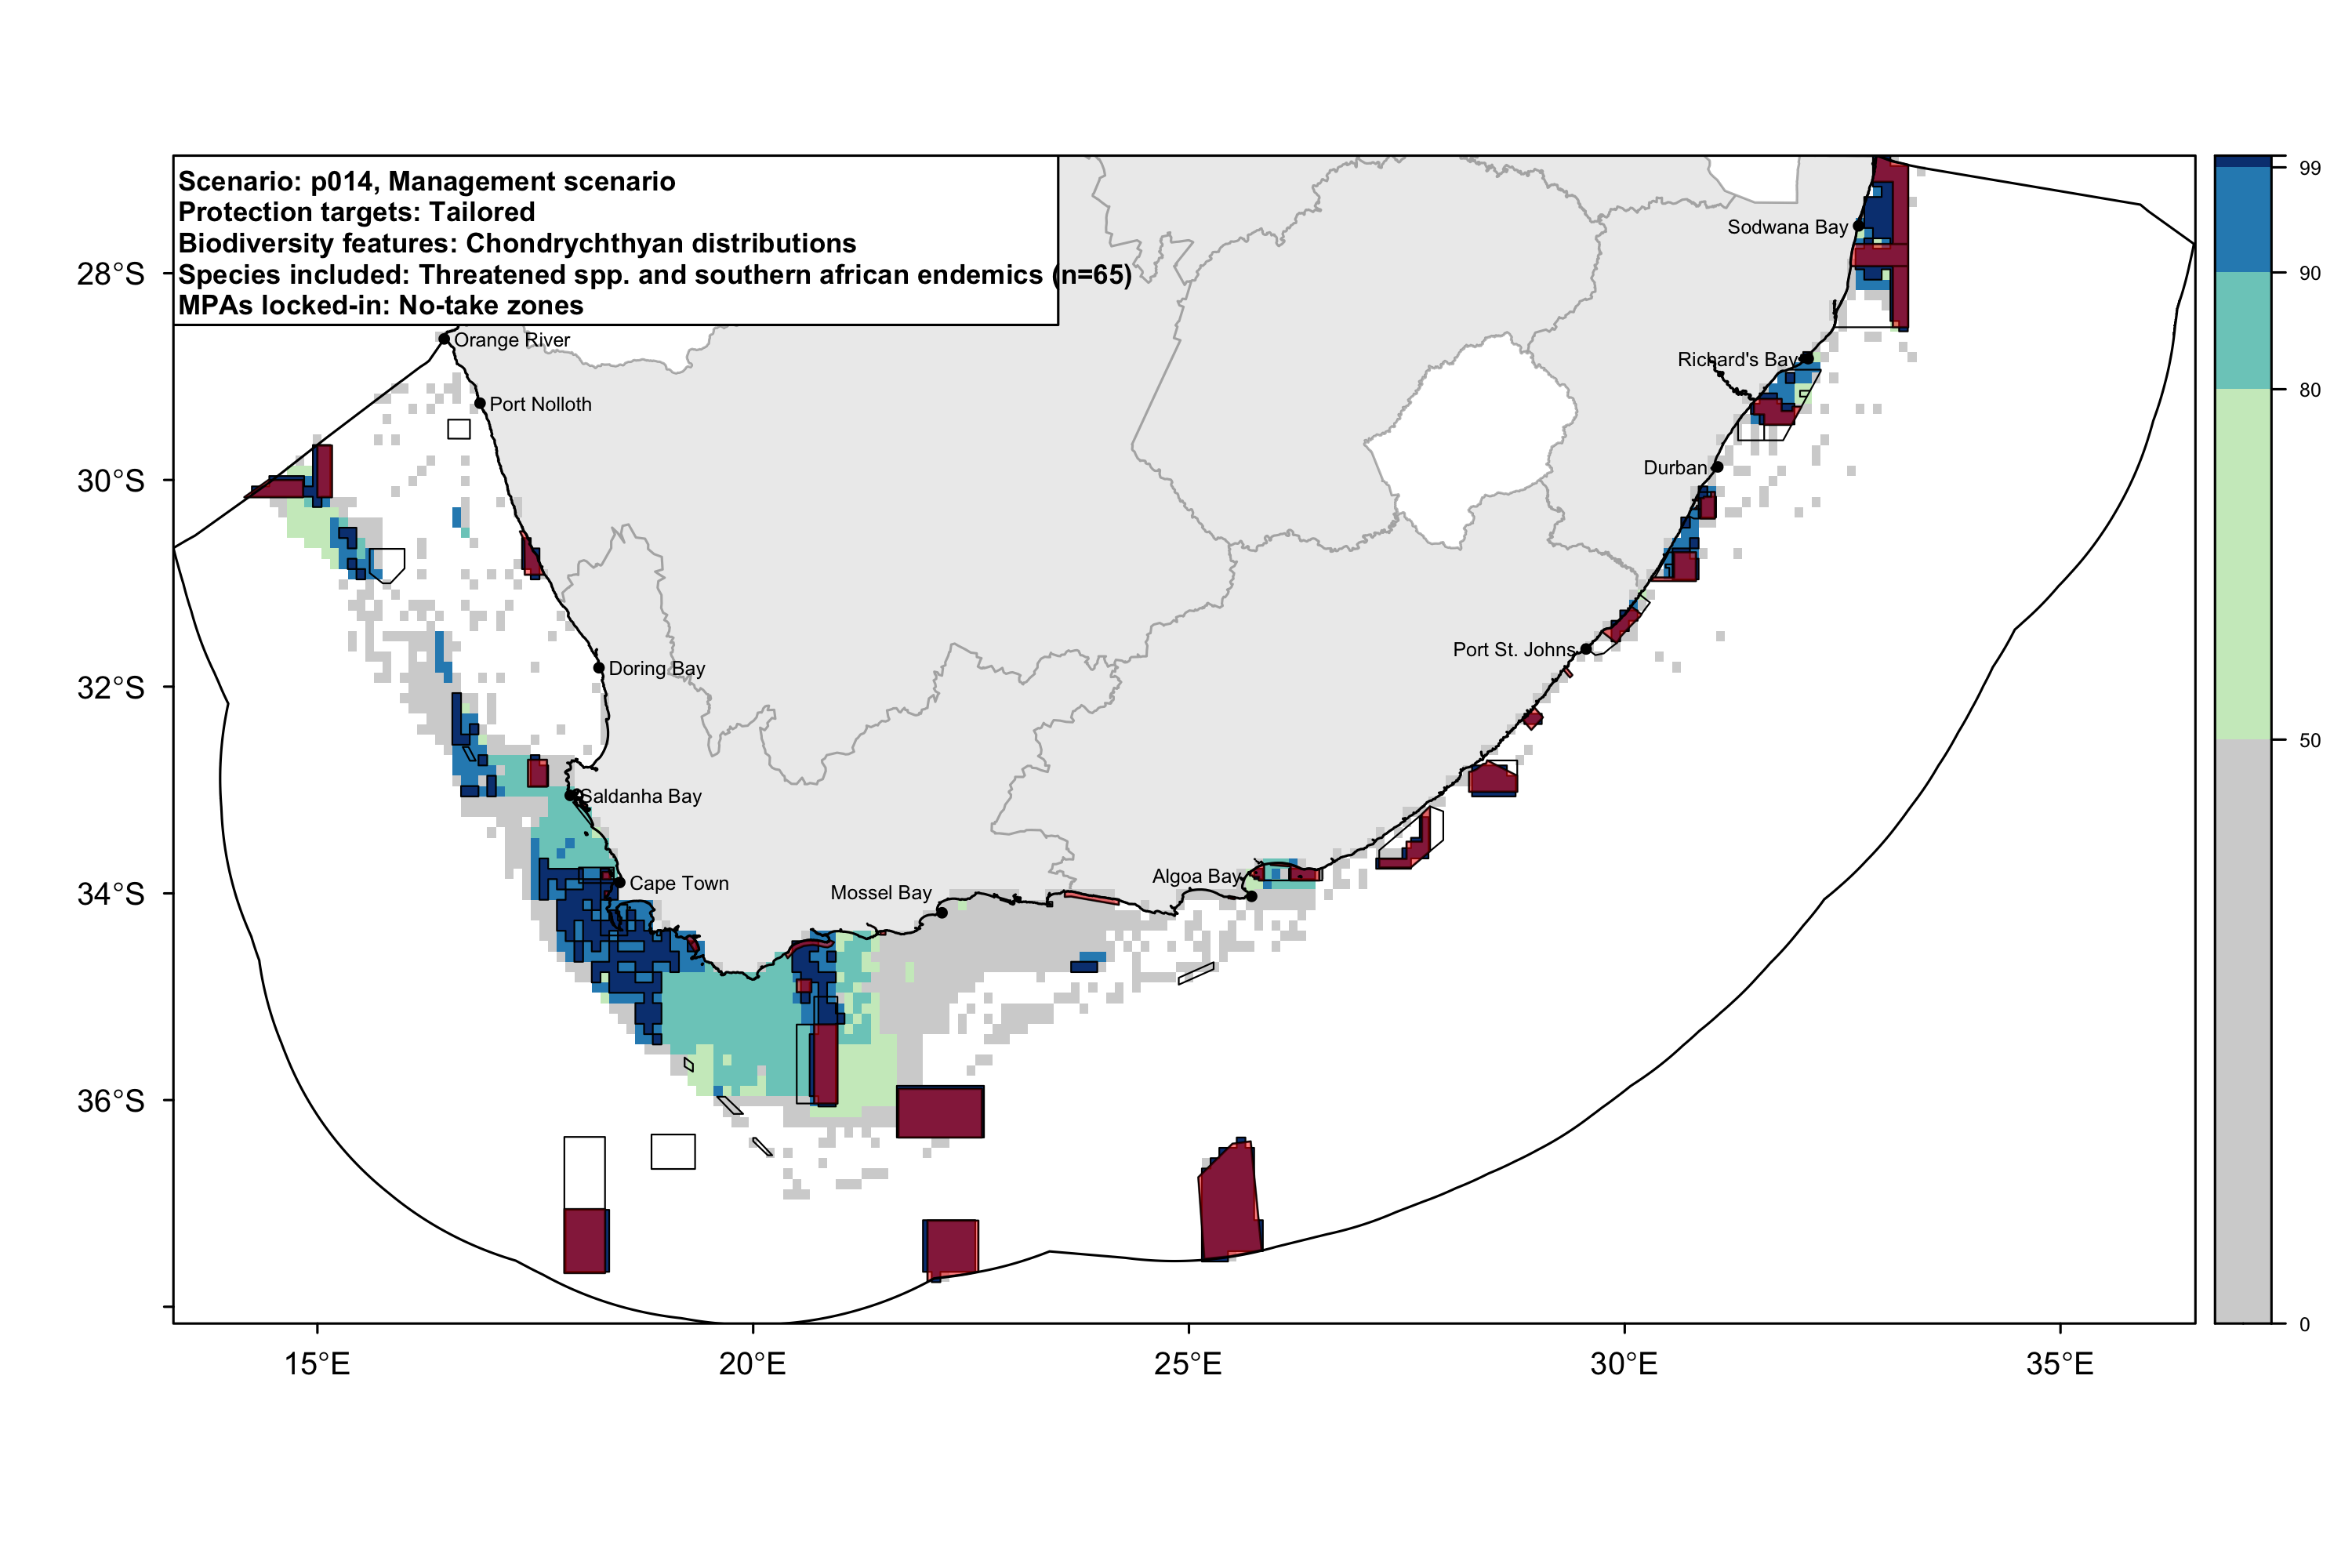 Scenario: p014, Management scenario
Protection targets: Tailored
Biodiversity features: Chondrychthyan distributions
Species included: Threatened spp. and southern african endemics (n=65)
MPAs locked-in: No-take zones
28°S
30°S
32°S
34°S
36°S
Sodwana Bay
Orange River
Richard's Bay
Port Nolloth
Durban
Port St. Johns
Doring Bay
Saldanha Bay
Cape Town
Mossel Bay
Algoa Bay
15°E
20°E
25°E
30°E
35°E
99
90
80
50
0